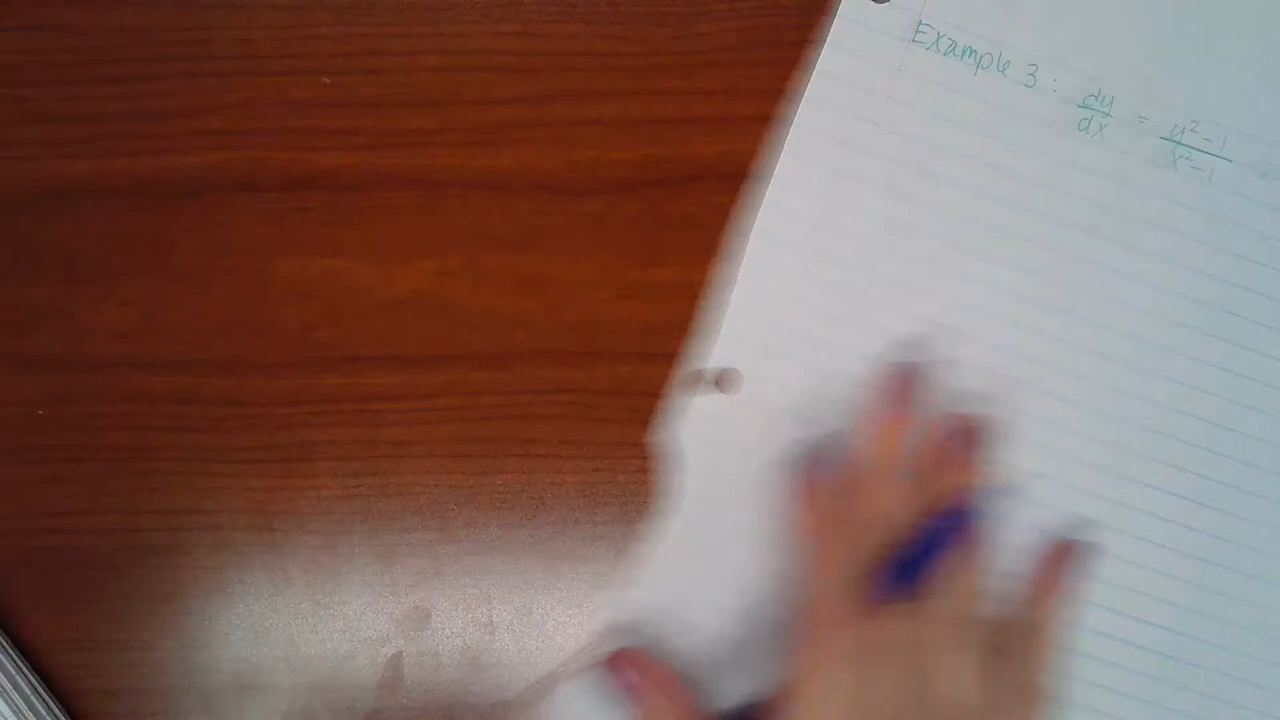 Example 3: dy/dx = y²-1/x²-1